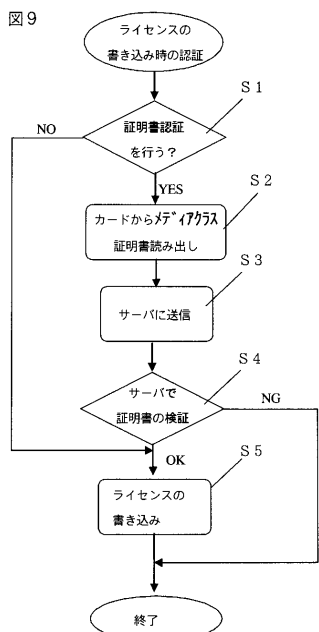 図9
ライセンスの
書き込み時の認証
S1
NO
証明書認証
を行う?
YES
S2
カードからメディアクラス
証明書読み出し
S3
サーバに送信
S4
サーバで
証明書の検証
NG
OK
S5
ライセンスの
書き込み
終了